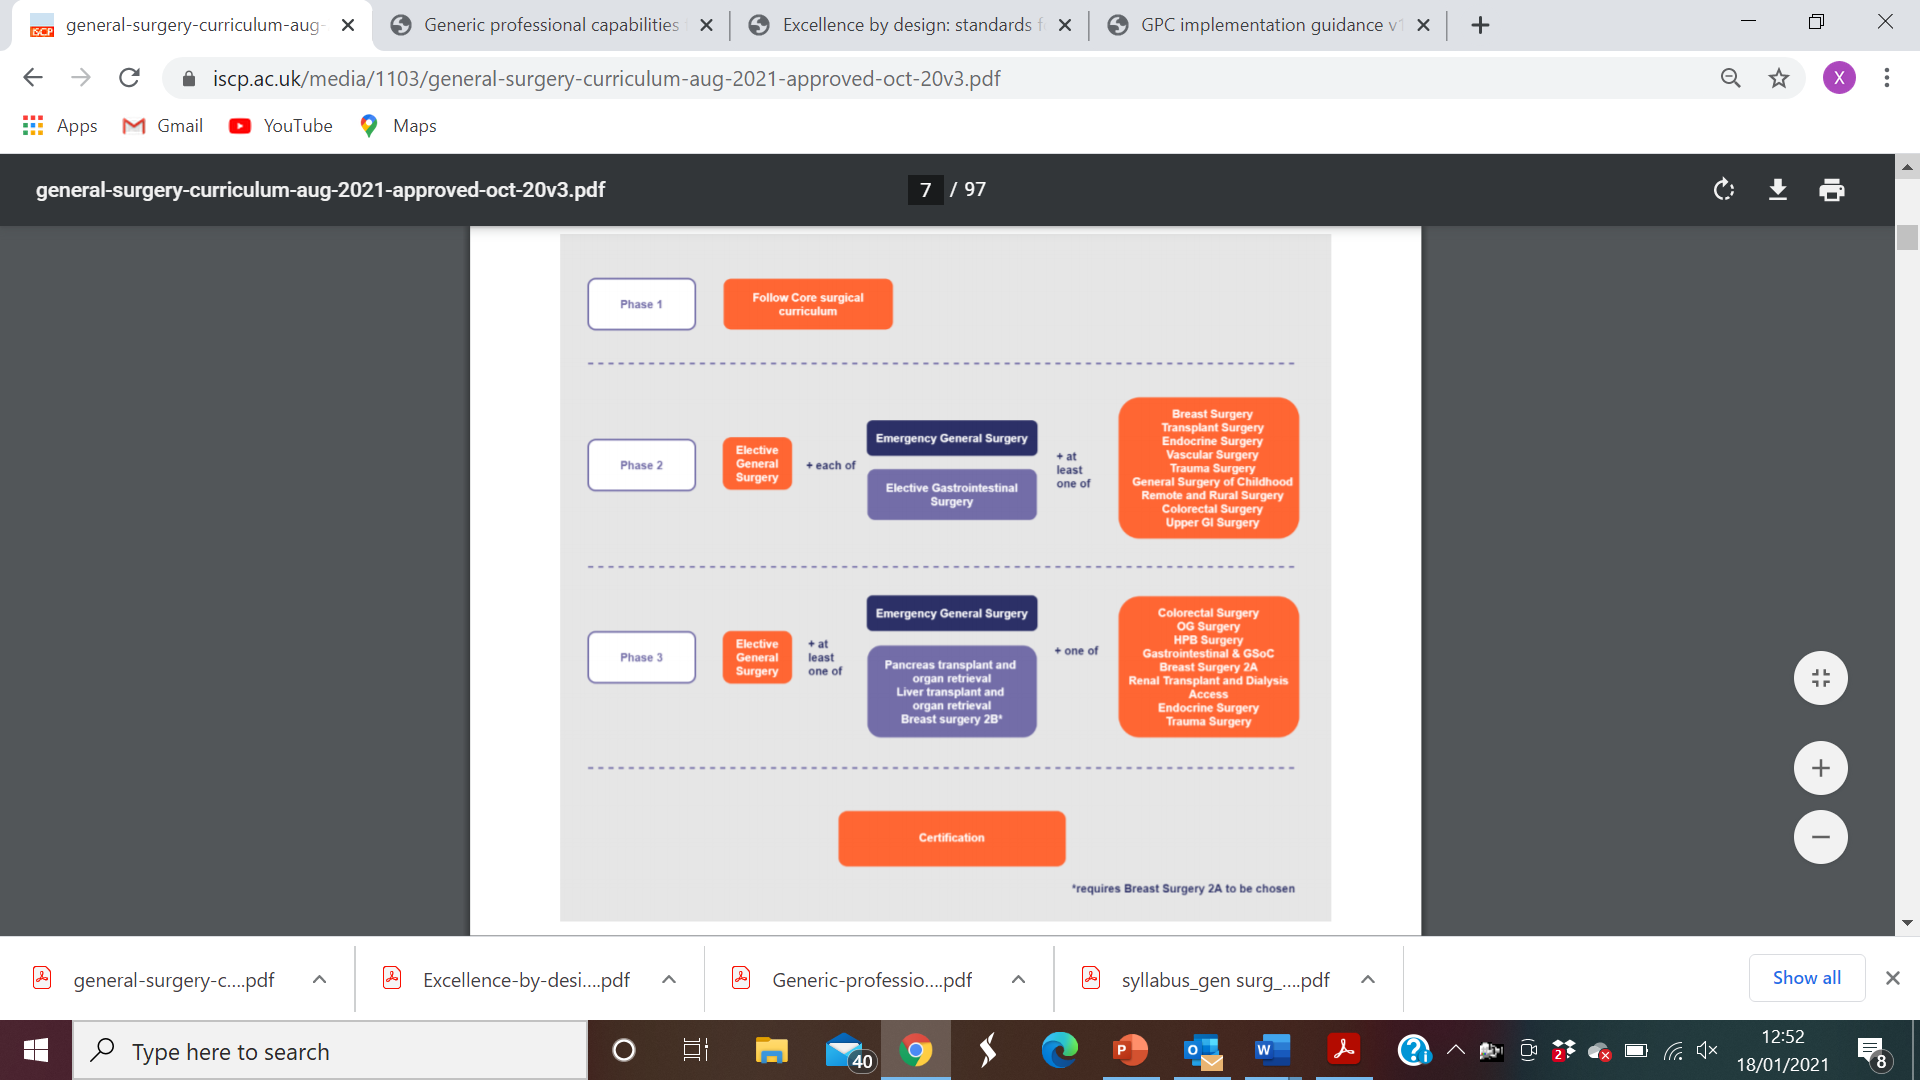 general-surgery-curriculum-aug-
Generic professional capabilities
Excellence by design: standards f
GPC implementation guidance v1
iscp.ac.uk/media/1103/general-surgery-curriculum-aug-2021-approved-oct-20v3.pdf
X
Apps
Gmail
YouTube
Maps
general-surgery-curriculum-aug-2021-approved-oct-20v3.pdf
7 / 97
Phase 1
Follow Core surgical
curriculum
Phase 2
Elective
General
Surgery
+ each of
Emergency General Surgery
Elective Gastrointestinal
Surgery
+ at
least
one of
Breast Surgery
Transplant Surgery
Endocrine Surgery
Vascular Surgery
Trauma Surgery
General Surgery of Childhood
Remote and Rural Surgery
Colorectal Surgery
Upper GI Surgery
Phase 3
Elective
General
Surgery
+ at
least
one of
Emergency General Surgery
Pancreas transplant and
organ retrieval
Liver transplant and
organ retrieval
Breast surgery 2B*
+ one of
Colorectal Surgery
OG Surgery
HPB Surgery
Gastrointestinal & GSoC
Breast Surgery 2A
Renal Transplant and Dialysis
Access
Endocrine Surgery
Trauma Surgery
Certification
*requires Breast Surgery 2A to be chosen
general-surgery-c....pdf
Excellence-by-desi....pdf
Generic-professio....pdf
syllabus_gen surg_....pdf
Show all
Type here to search
40
2
12:52
18/01/2021
8